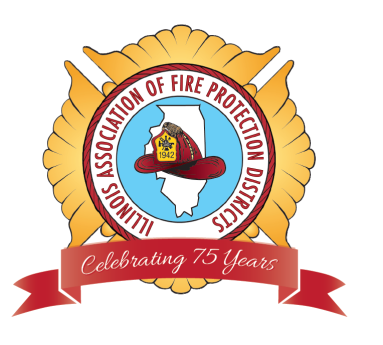 ILLINOIS ASSOCIATION OF FIRE PROTECTION DISTRICTS
1942
Celebrating 75 Years